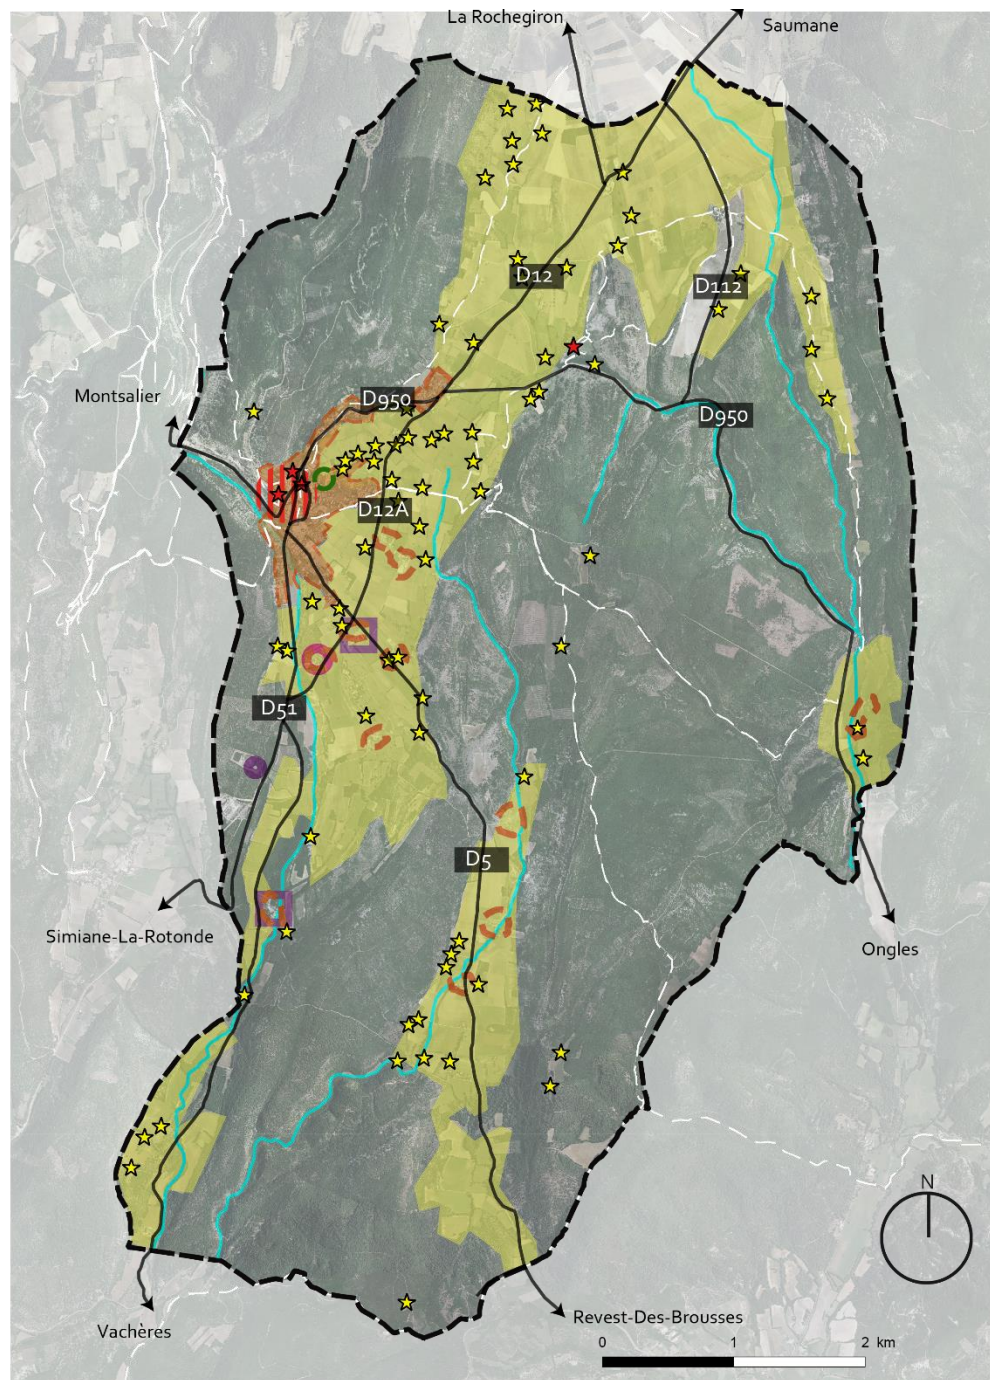 La Rochegiron
Saumane
D12
D112
Montsalier
D950
D950
D12A
D51
D5
Simiane-La-Rotonde
Ongles
N
Vachères
Revest-Des-Brousses
0 1 2 km